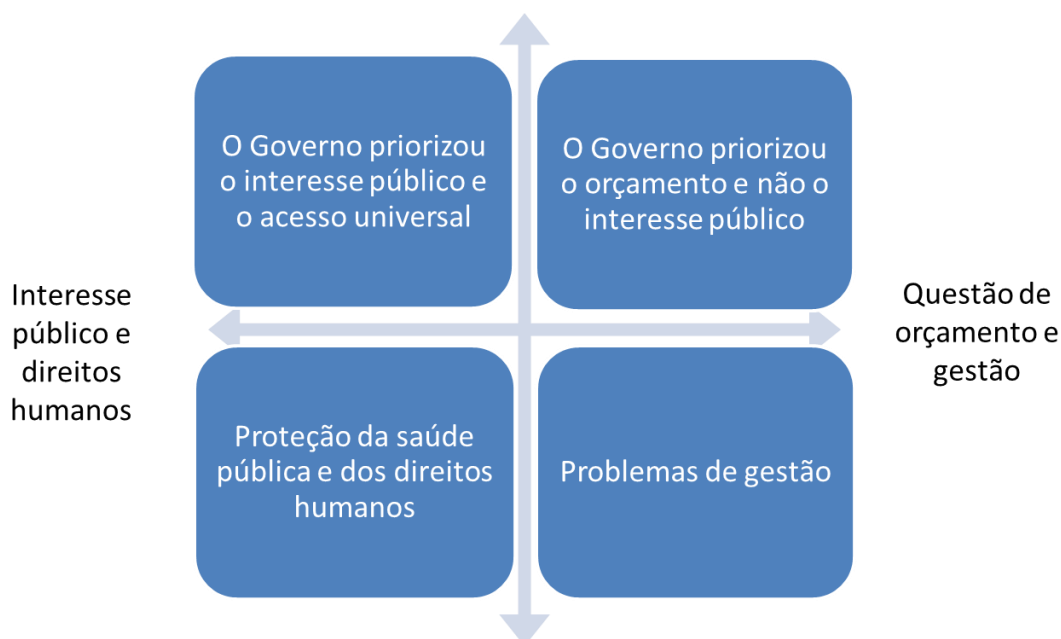 O Governo priorizou
o interesse público e
o acesso universal
O Governo priorizou
o orçamento e não o
interesse público
Interesse
público e
direitos
humanos
Questão de
orçamento e
gestão
Proteção da saúde
pública e dos direitos
humanos
Problemas de gestão